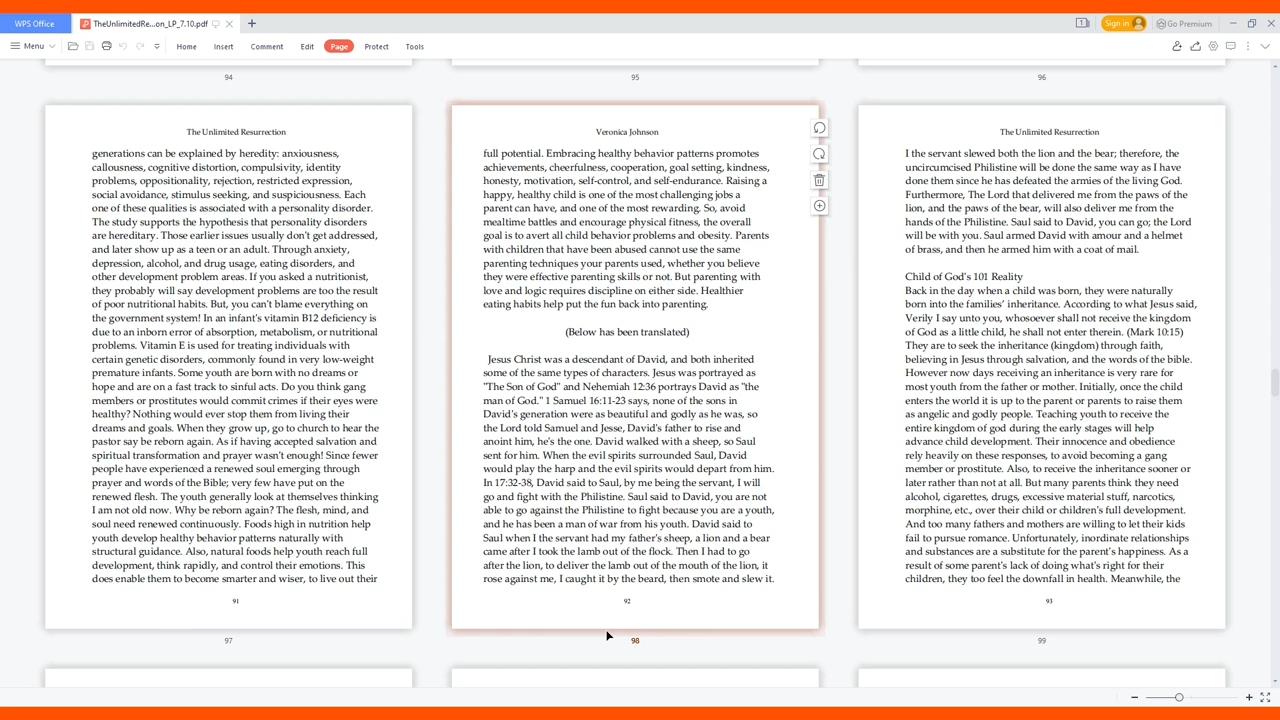 WPS Office
TheUnlimitedRe...on_LP_7.10.pdf
1
Sign in
Go Premium
Menu
Home
Insert
Comment
Edit
Page
Protect
Tools
94
95
96
The Unlimited Resurrection
generations can be explained by heredity: anxiousness,
callousness, cognitive distortion, compulsivity, identity
problems, oppositionality, rejection, restricted expression,
social avoidance, stimulus seeking, and suspiciousness. Each
one of these qualities is associated with a personality disorder.
The study supports the hypothesis that personality disorders
are hereditary. Those earlier issues usually don't get addressed,
and later show up as a teen or an adult. Through anxiety,
depression, alcohol, and drug usage, eating disorders, and
other development problem areas. If you asked a nutritionist,
they probably will say development problems are too the result
of poor nutritional habits. But, you can't blame everything on
the government system! In an infant's vitamin B12 deficiency is
due to an inborn error of absorption, metabolism, or nutritional
problems. Vitamin E is used for treating individuals with
certain genetic disorders, commonly found in very low-weight
premature infants. Some youth are born with no dreams or
hope and are on a fast track to sinful acts. Do you think gang
members or prostitutes would commit crimes if their eyes were
healthy? Nothing would ever stop them from living their
dreams and goals. When they grow up, go to church to hear the
pastor say be reborn again. As if having accepted salvation and
spiritual transformation and prayer wasn't enough! Since fewer
people have experienced a renewed soul emerging through
prayer and words of the Bible; very few have put on the
renewed flesh. The youth generally look at themselves thinking
I am not old now. Why be reborn again? The flesh, mind, and
soul need renewed continuously. Foods high in nutrition help
youth develop healthy behavior patterns naturally with
structural guidance. Also, natural foods help youth reach full
development, think rapidly, and control their emotions. This
does enable them to become smarter and wiser, to live out their
91
97
Veronica Johnson
full potential. Embracing healthy behavior patterns promotes
achievements, cheerfulness, cooperation, goal setting, kindness,
honesty, motivation, self-control, and self-endurance. Raising a
happy, healthy child is one of the most challenging jobs a
parent can have, and one of the most rewarding. So, avoid
mealtime battles and encourage physical fitness, the overall
goal is to avert all child behavior problems and obesity. Parents
with children that have been abused cannot use the same
parenting techniques your parents used, whether you believe
they were effective parenting skills or not. But parenting with
love and logic requires discipline on either side. Healthier
eating habits help put the fun back into parenting.
(Below has been translated)
Jesus Christ was a descendant of David, and both inherited
some of the same types of characters. Jesus was portrayed as
"The Son of God" and Nehemiah 12:36 portrays David as "the
man of God." 1 Samuel 16:11-23 says, none of the sons in
David's generation were as beautiful and godly as he was, so
the Lord told Samuel and Jesse, David's father to rise and
anoint him, he's the one. David walked with a sheep, so Saul
sent for him. When the evil spirits surrounded Saul, David
would play the harp and the evil spirits would depart from him.
In 17:32-38, David said to Saul, by me being the servant, I will
go and fight with the Philistine. Saul said to David, you are not
able to go against the Philistine to fight because you are a youth,
and he has been a man of war from his youth. David said to
Saul when I the servant had my father's sheep, a lion and a bear
came after I took the lamb out of the flock. Then I had to go
after the lion, to deliver the lamb out of the mouth of the lion, it
rose against me, I caught it by the beard, then smote and slew it.
92
98
The Unlimited Resurrection
I the servant slewed both the lion and the bear; therefore, the
uncircumcised Philistine will be done the same way as I have
done them since he has defeated the armies of the living God.
Furthermore, The Lord that delivered me from the paws of the
lion, and the paws of the bear, will also deliver me from the
hands of the Philistine. Saul said to David, you can go; the Lord
will be with you. Saul armed David with amour and a helmet
of brass, and then he armed him with a coat of mail.
Child of God's 101 Reality
Back in the day when a child was born, they were naturally
born into the families' inheritance. According to what Jesus said,
Verily I say unto you, whosoever shall not receive the kingdom
of God as a little child, he shall not enter therein. (Mark 10:15)
They are to seek the inheritance (kingdom) through faith,
believing in Jesus through salvation, and the words of the bible.
However now days receiving an inheritance is very rare for
most youth from the father or mother. Initially, once the child
enters the world it is up to the parent or parents to raise them
as angelic and godly people. Teaching youth to receive the
entire kingdom of god during the early stages will help
advance child development. Their innocence and obedience
rely heavily on these responses, to avoid becoming a gang
member or prostitute. Also, to receive the inheritance sooner or
later rather than not at all. But many parents think they need
alcohol, cigarettes, drugs, excessive material stuff, narcotics,
morphine, etc., over their child or children's full development.
And too many fathers and mothers are willing to let their kids
fail to pursue romance. Unfortunately, inordinate relationships
and substances are a substitute for the parent's happiness. As a
result of some parent's lack of doing what's right for their
children, they too feel the downfall in health. Meanwhile, the
93
99